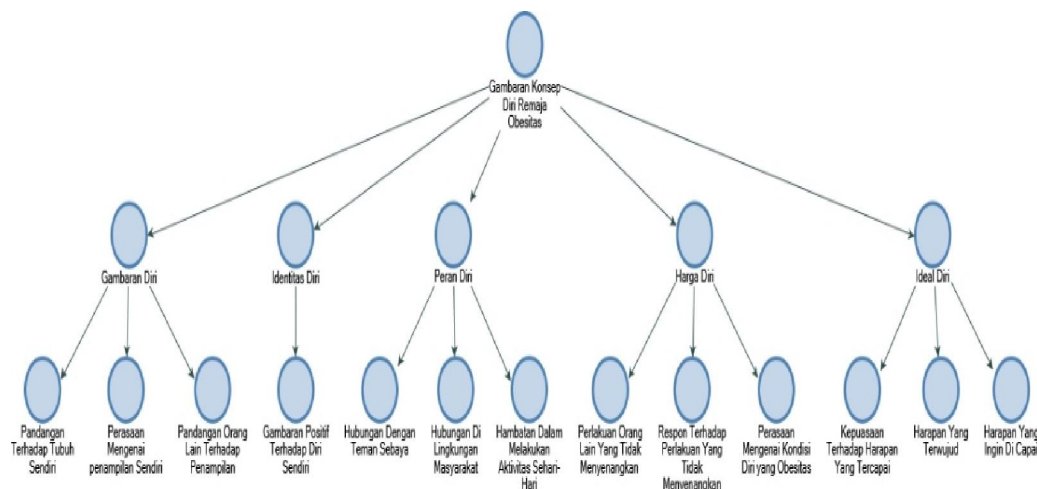 Gambaran Konsep
Diri Remaja
Obesitas
Gambaran Diri
Identitas Diri
Peran Diri
Harga Diri
Ideal Diri
Pandangan
Terhadap Tubuh
Sendiri
Perasaan
Mengenai
penampilan Sendiri
Pandangan Orang
Lain Terhadap
Penampilan
Gambaran Positif
Terhadap Diri
Sendiri
Hubungan Dengan
Teman Sebaya
Hubungan Di
Lingkungan
Masyarakat
Hambatan Dalam
Melakukan
Aktivitas Sehari-
Hari
Perlakuan Orang
Lain Yang Tidak
Menyenangkan
Respon Terhadap
Perlakuan Yang
Tidak
Menyenangkan
Perasaan
Mengenai Kondisi
Diri yang Obesitas
Kepuasaan
Terhadap Harapan
Yang Tercapai
Harapan Yang
Terwujud
Harapan Yang
Ingin Di Capai